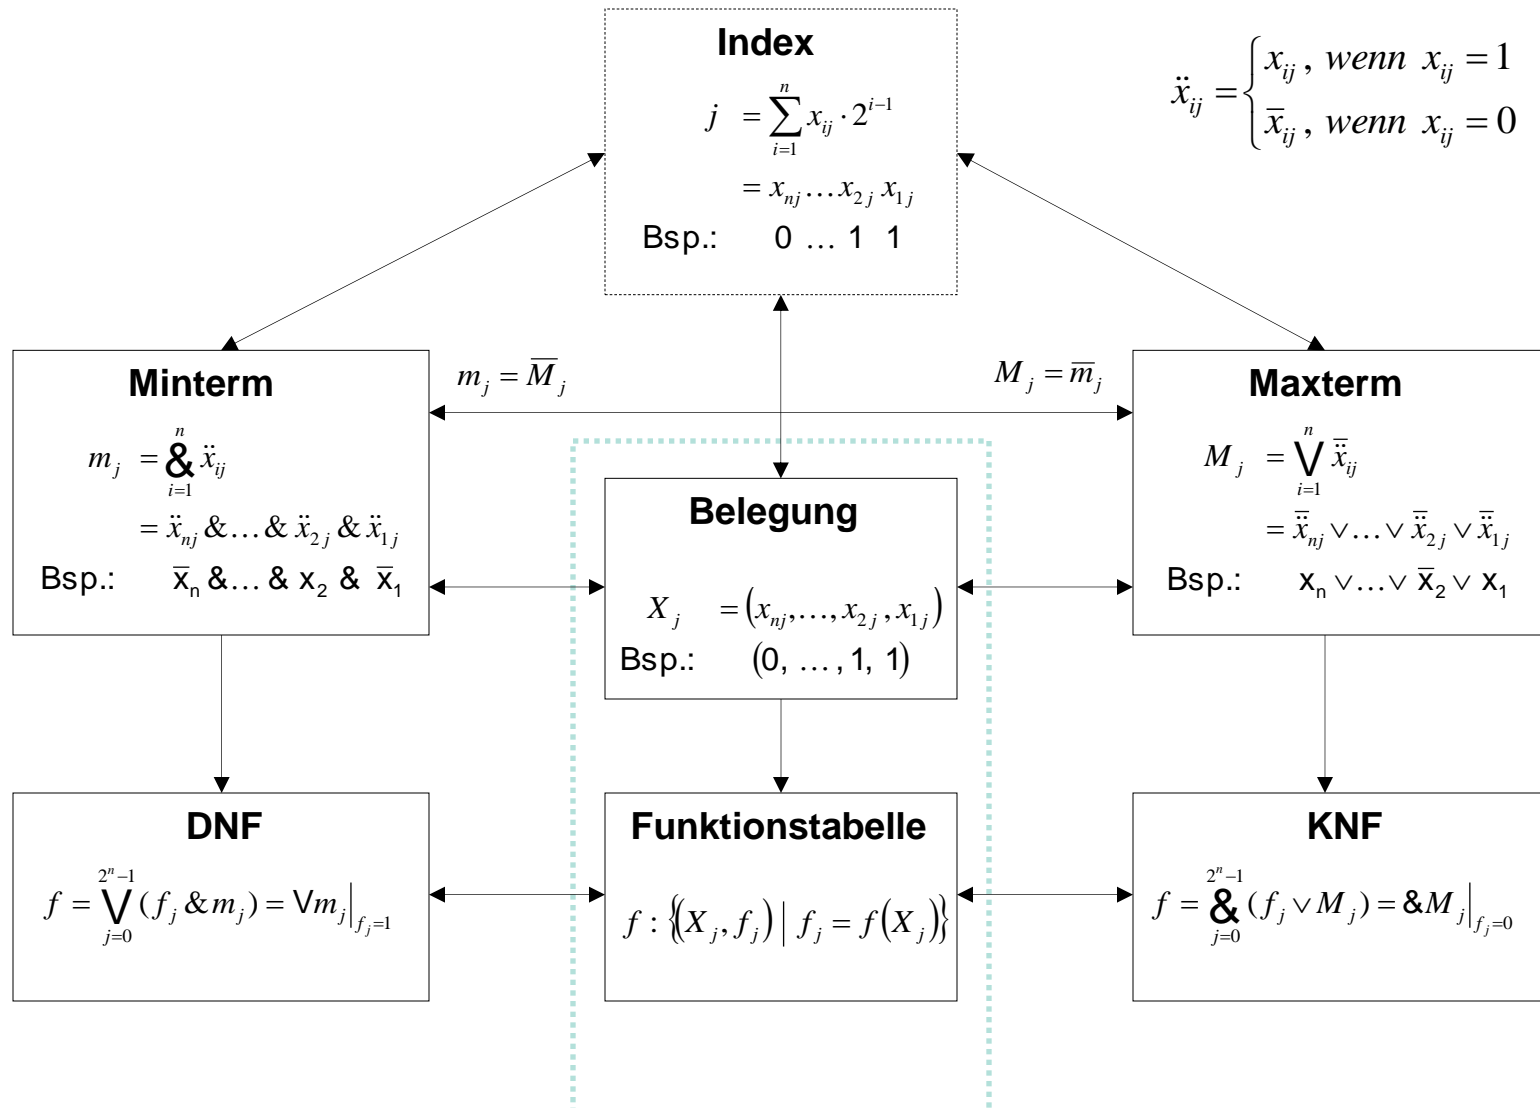 Index
j = ∑_{i=1}^{n} x_{ij} · 2^{i−1}
= x_{nj} … x_{2j} x_{1j}
Bsp.: 0 … 1 1
ẍ_{ij} = { x_{ij} , wenn x_{ij} = 1
x̅_{ij} , wenn x_{ij} = 0
Minterm
m_j = &_{i=1}^{n} ẍ_{ij}
= ẍ_{nj} & … & ẍ_{2j} & ẍ_{1j}
Bsp.: x̅_n & … & x_2 & x̅_1
m_j = M̅_j
M_j = m̅_j
Maxterm
M_j = ⋁_{i=1}^{n} \overline{ẍ}_{ij}
= \overline{ẍ}_{nj} ∨ … ∨ \overline{ẍ}_{2j} ∨ \overline{ẍ}_{1j}
Bsp.: x_n ∨ … ∨ x̅_2 ∨ x_1
Belegung
X_j = (x_{nj}, …, x_{2j}, x_{1j})
Bsp.: (0, … , 1, 1)
DNF
f = ⋁_{j=0}^{2^n−1} (f_j & m_j) = ⋁m_j|_{f_j=1}
Funktionstabelle
f : {(X_j, f_j) | f_j = f(X_j)}
KNF
f = &_{j=0}^{2^n−1} (f_j ∨ M_j) = &M_j|_{f_j=0}